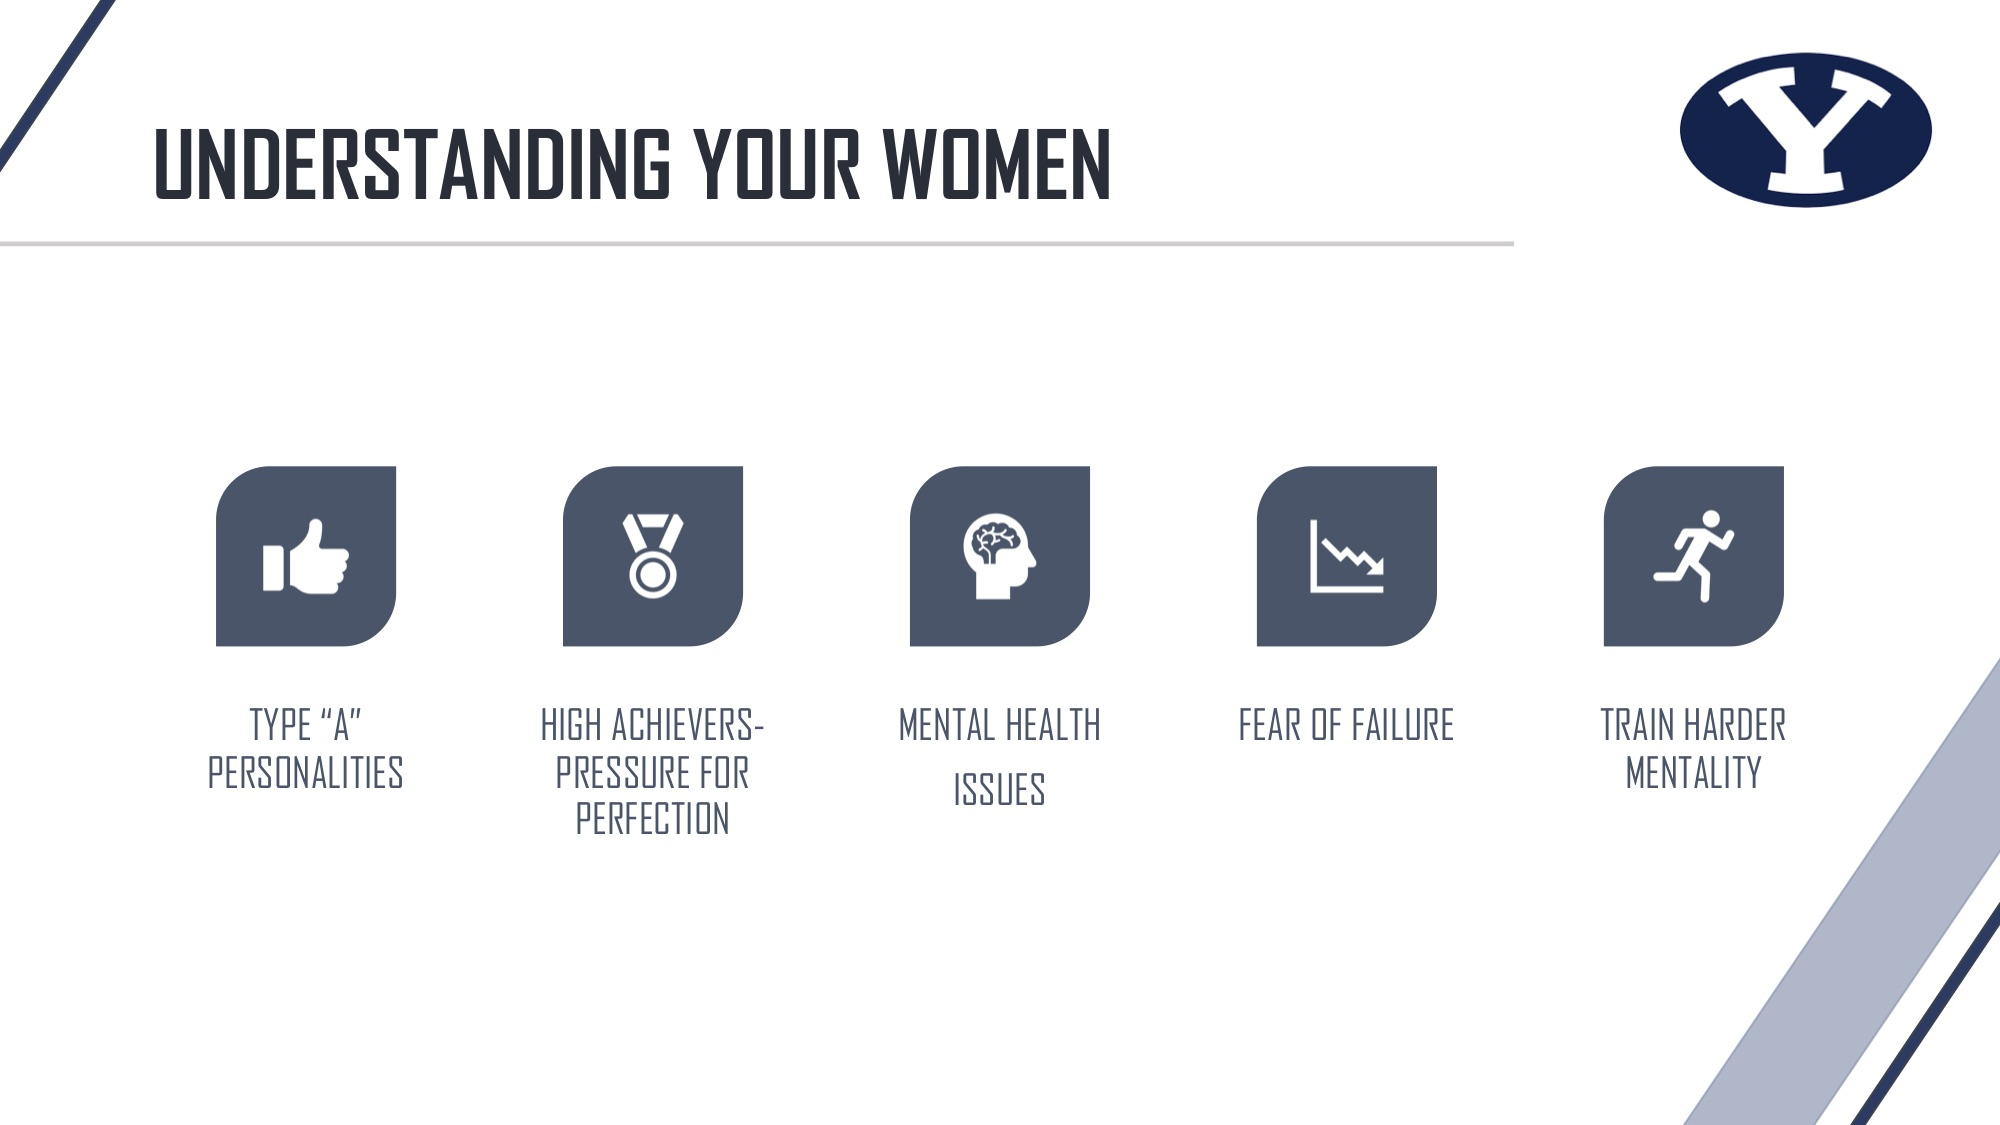 UNDERSTANDING YOUR WOMEN
Y
TYPE “A”
PERSONALITIES
HIGH ACHIEVERS-
PRESSURE FOR
PERFECTION
MENTAL HEALTH
ISSUES
FEAR OF FAILURE
TRAIN HARDER
MENTALITY